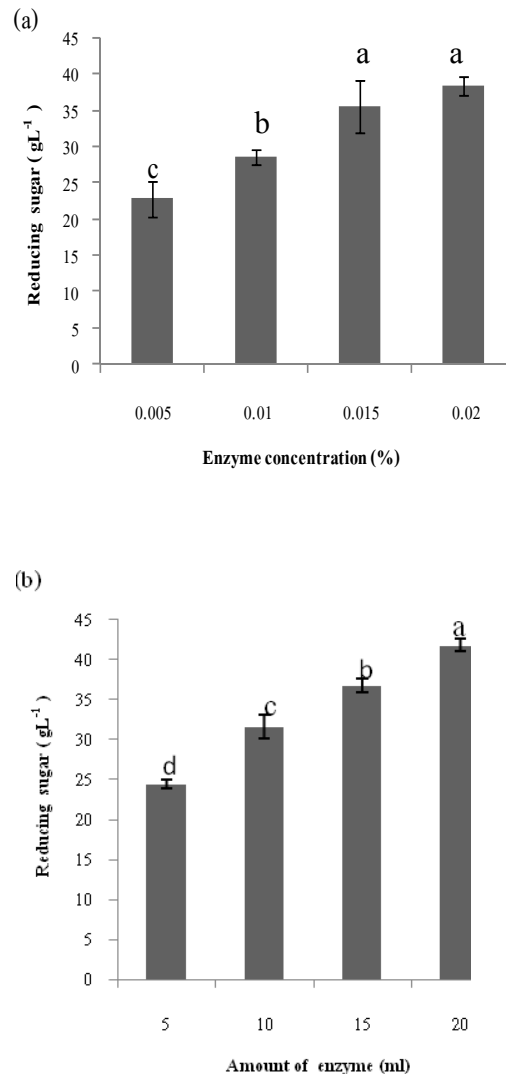 (a)
45
40
35
30
25
20
15
10
5
0
Reducing sugar ( gL⁻¹ )
c
b
a
a
0.005 0.01 0.015 0.02
Enzyme concentration (%)
(b)
45
40
35
30
25
20
15
10
5
0
Reducing sugar ( gL⁻¹ )
d
c
b
a
5 10 15 20
Amount of enzyme (ml)